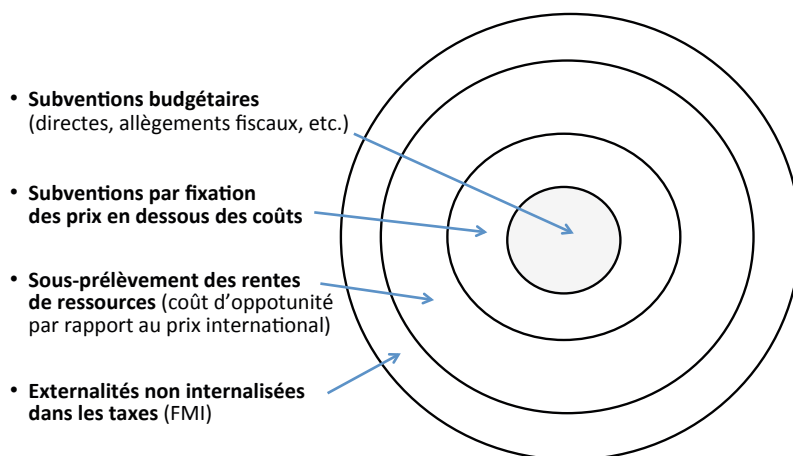 • Subventions budgétaires
(directes, allègements fiscaux, etc.)
• Subventions par fixation
des prix en dessous des coûts
• Sous-prélèvement des rentes
de ressources (coût d’oppotunité
par rapport au prix international)
• Externalités non internalisées
dans les taxes (FMI)